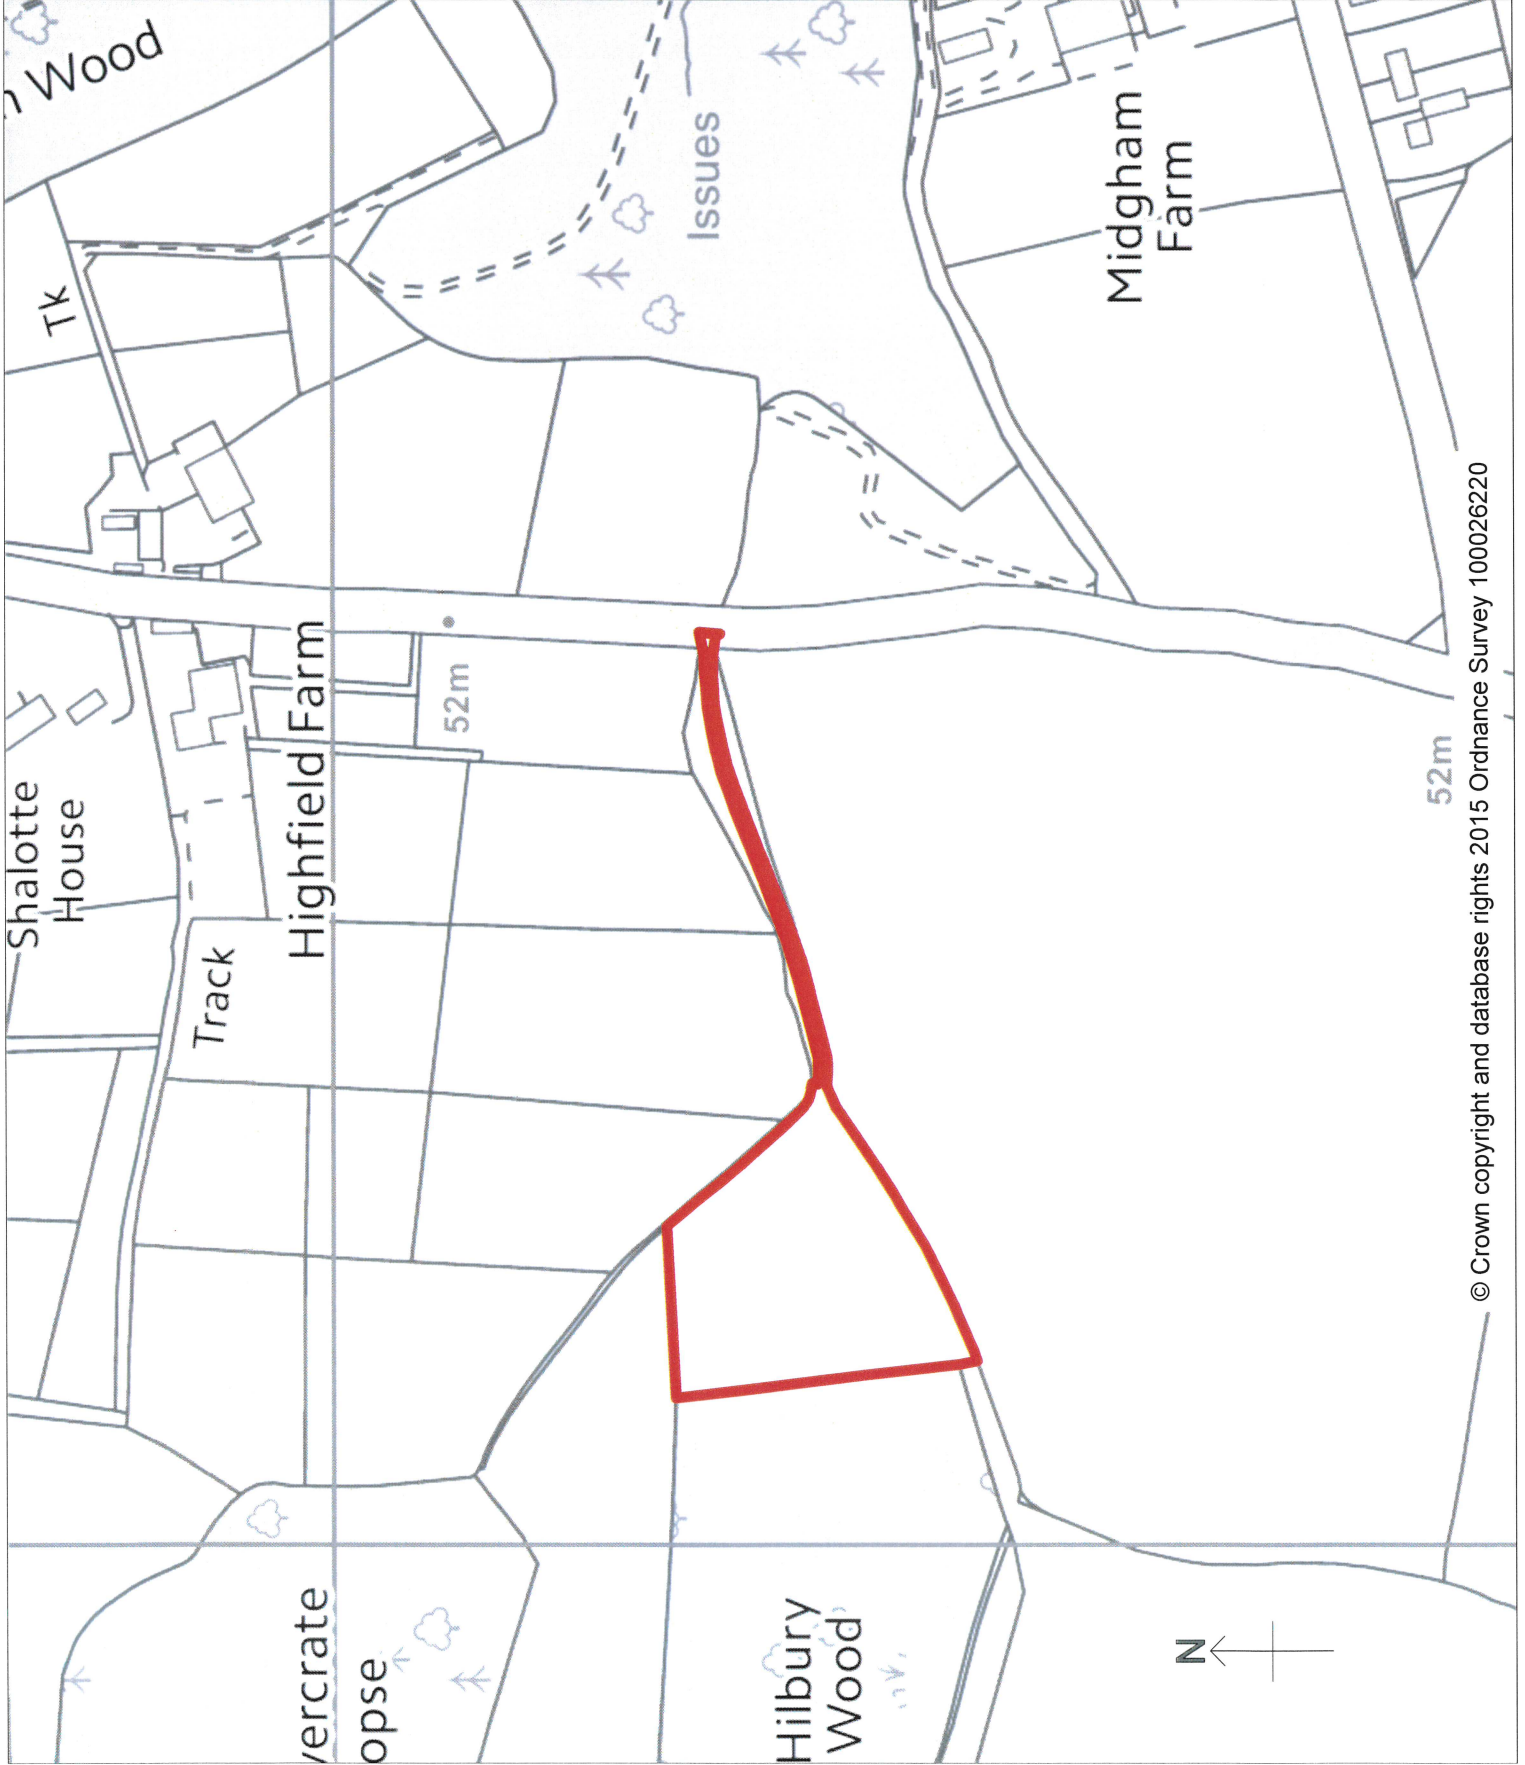 Wood
Tk
Issues
Midgham
Farm
Shalotte
House
Highfield Farm
52m
Track
52m
vercrate
opse
Hilbury
Wood
N
© Crown copyright and database rights 2015 Ordnance Survey 100026220